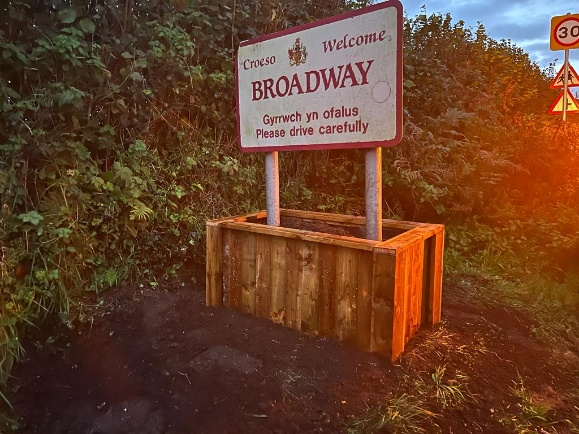 Croeso Welcome
BROADWAY
Gyrrwch yn ofalus
Please drive carefully
30